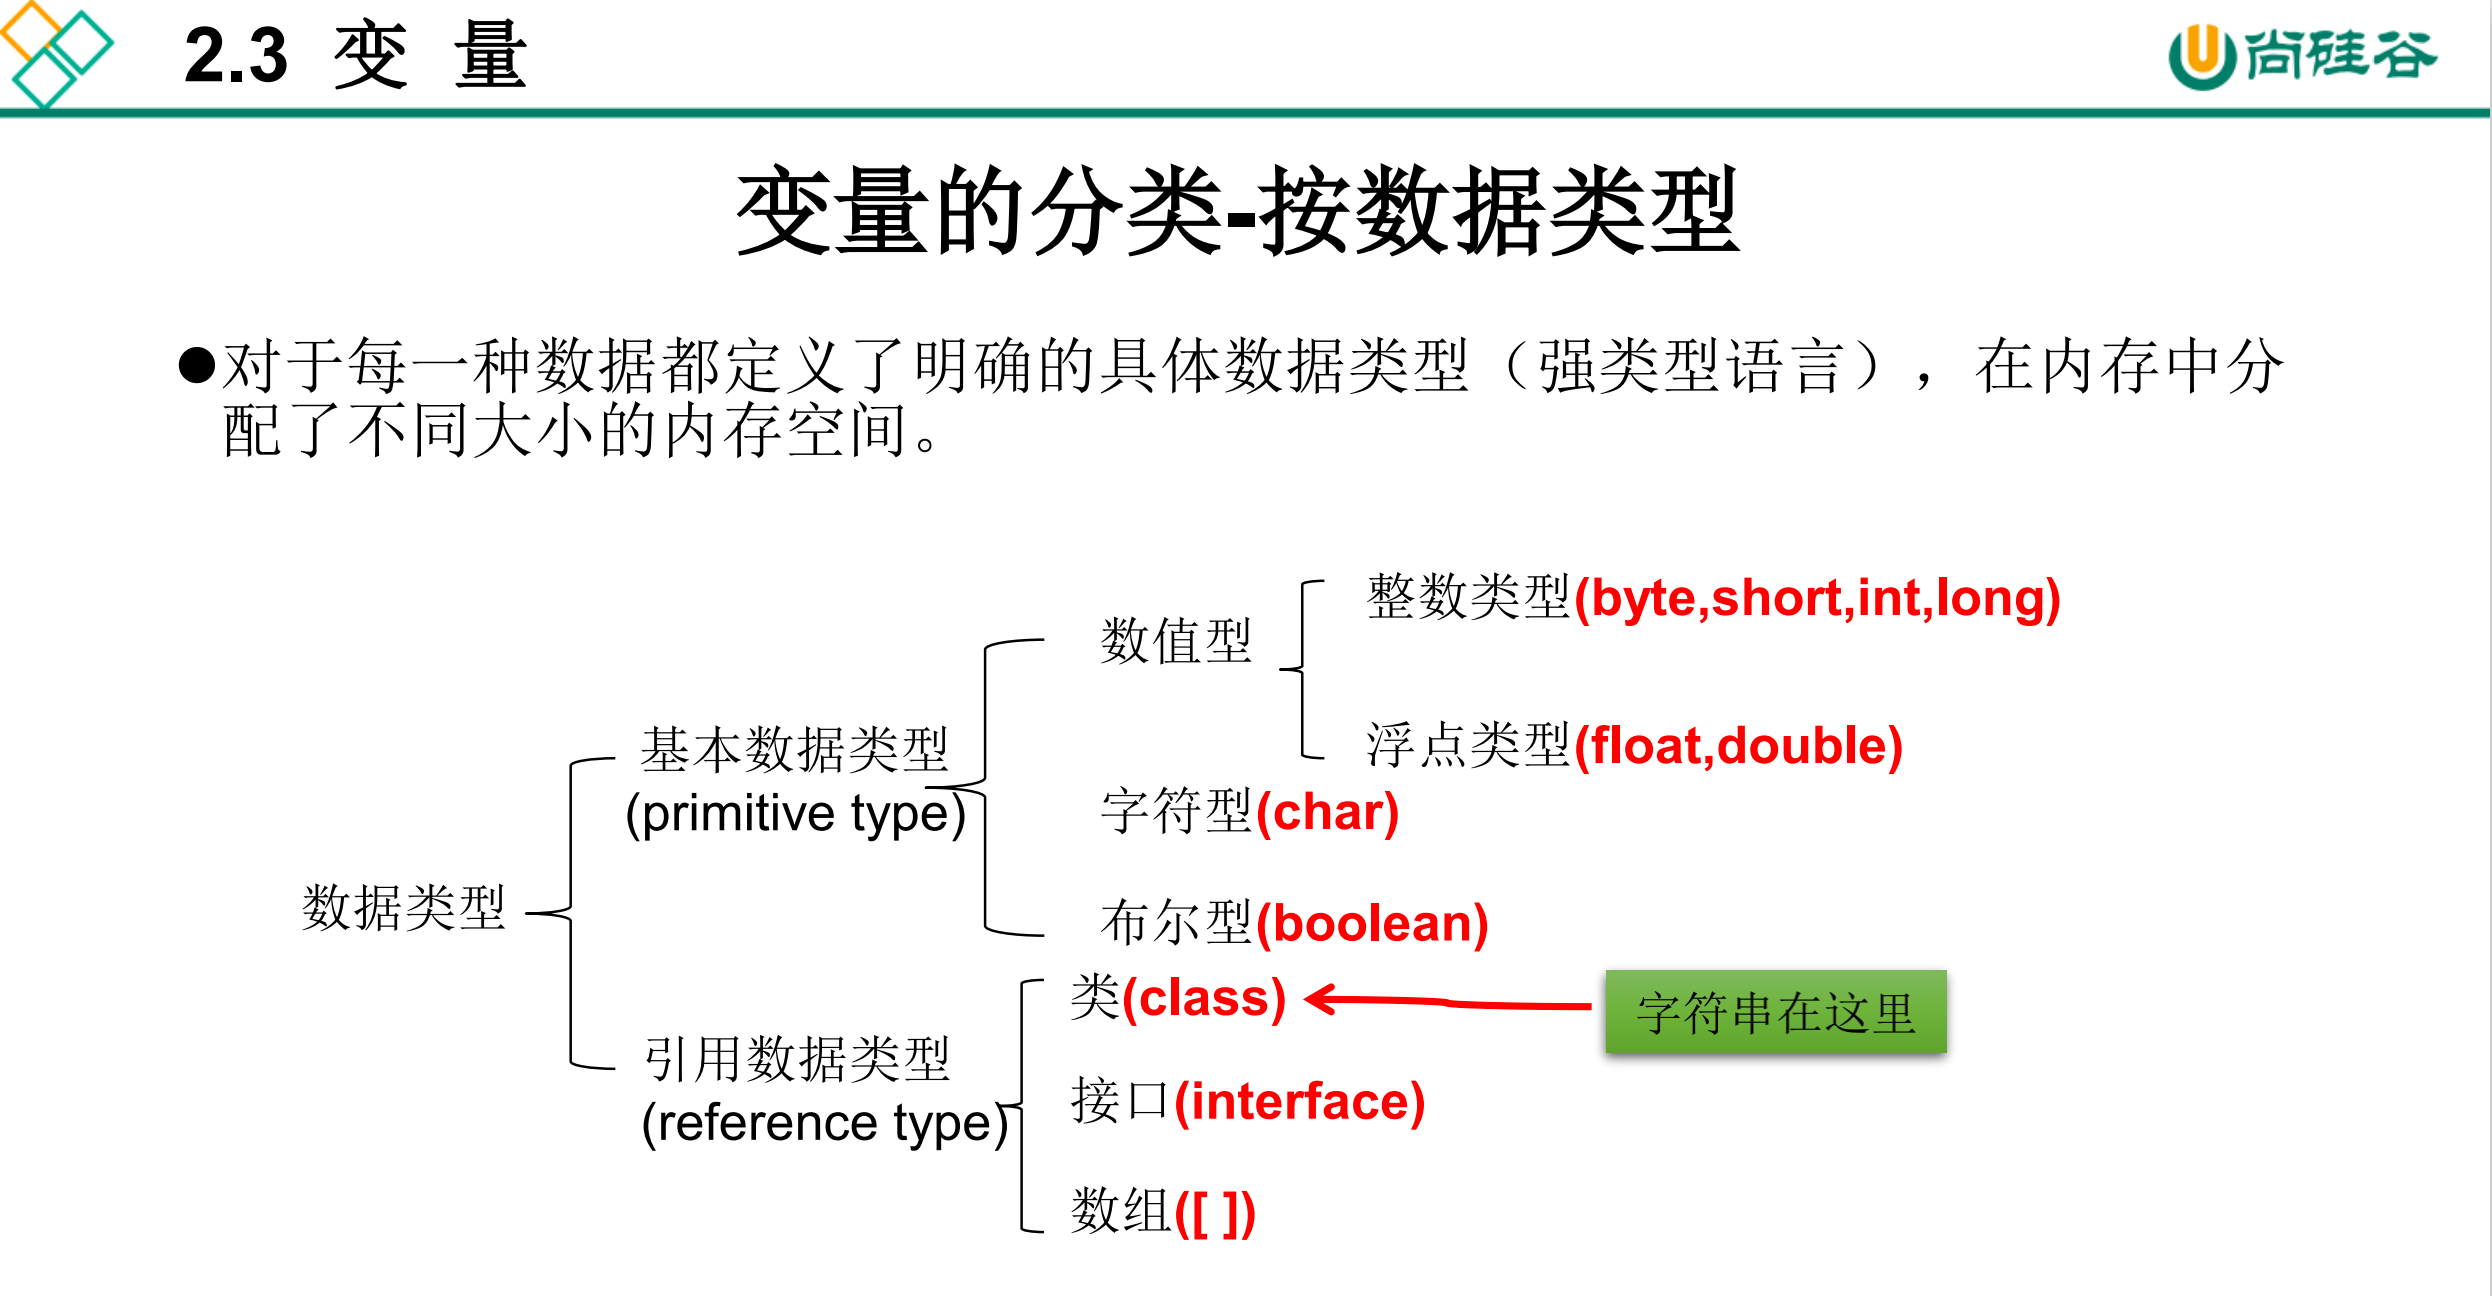 2.3 变 量
尚硅谷
变量的分类-按数据类型
●对于每一种数据都定义了明确的具体数据类型（强类型语言），在内存中分
配了不同大小的内存空间。
整数类型(byte,short,int,long)
数值型
浮点类型(float,double)
基本数据类型
(primitive type)
字符型(char)
布尔型(boolean)
数据类型
类(class)
字符串在这里
引用数据类型
(reference type)
接口(interface)
数组([ ])